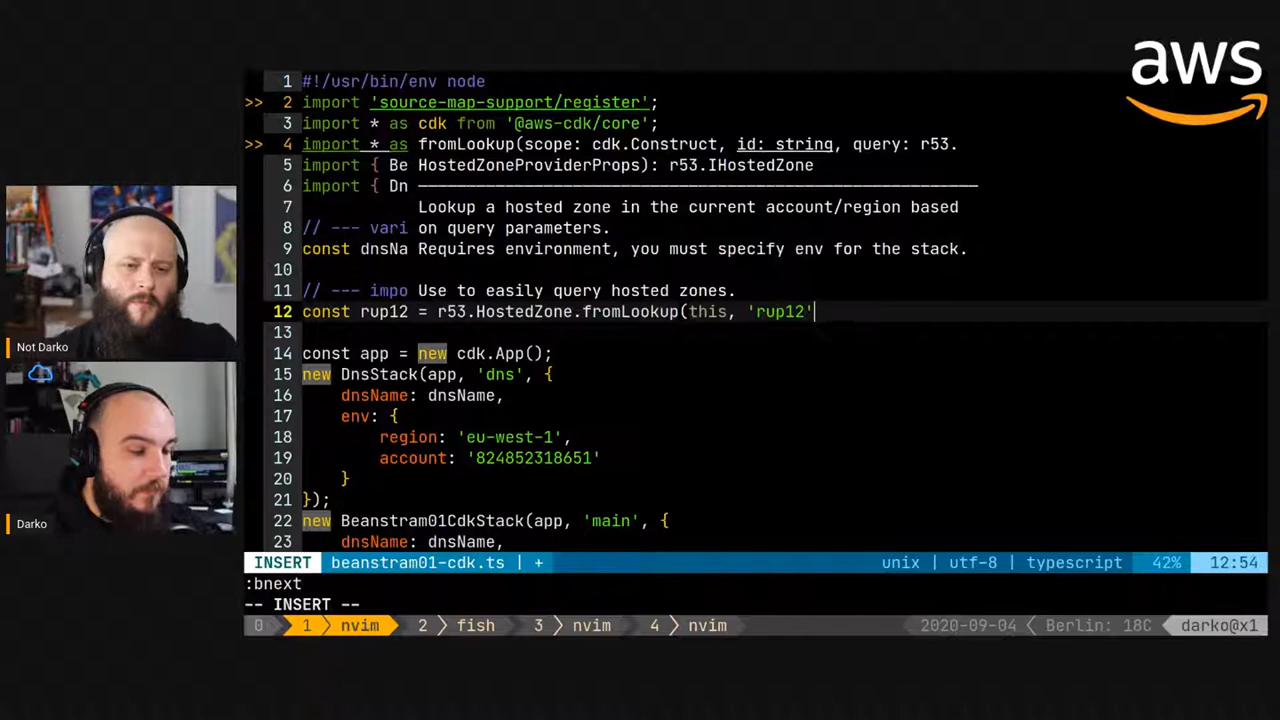 aws
1 #!/usr/bin/env node
>> 2 import 'source-map-support/register';
3 import * as cdk from '@aws-cdk/core';
>> 4 import * as fromLookup(scope: cdk.Construct, id: string, query: r53.
5 import { Be HostedZoneProviderProps): r53.IHostedZone
6 import { Dn
7 Lookup a hosted zone in the current account/region based
8 // --- vari on query parameters.
9 const dnsNa Requires environment, you must specify env for the stack.
10
11 // --- impo Use to easily query hosted zones.
12 const rup12 = r53.HostedZone.fromLookup(this, 'rup12'
13
14 const app = new cdk.App();
15 new DnsStack(app, 'dns', {
16 dnsName: dnsName,
17 env: {
18 region: 'eu-west-1',
19 account: '824852318651'
20 }
21 });
22 new Beanstram01CdkStack(app, 'main', {
23 dnsName: dnsName,
INSERT beanstram01-cdk.ts | + unix | utf-8 | typescript 42% 12:54
:bnext
-- INSERT --
0 1 nvim 2 fish 3 nvim 4 nvim 2020-09-04 Berlin: 18C darko@x1
Not Darko
Darko